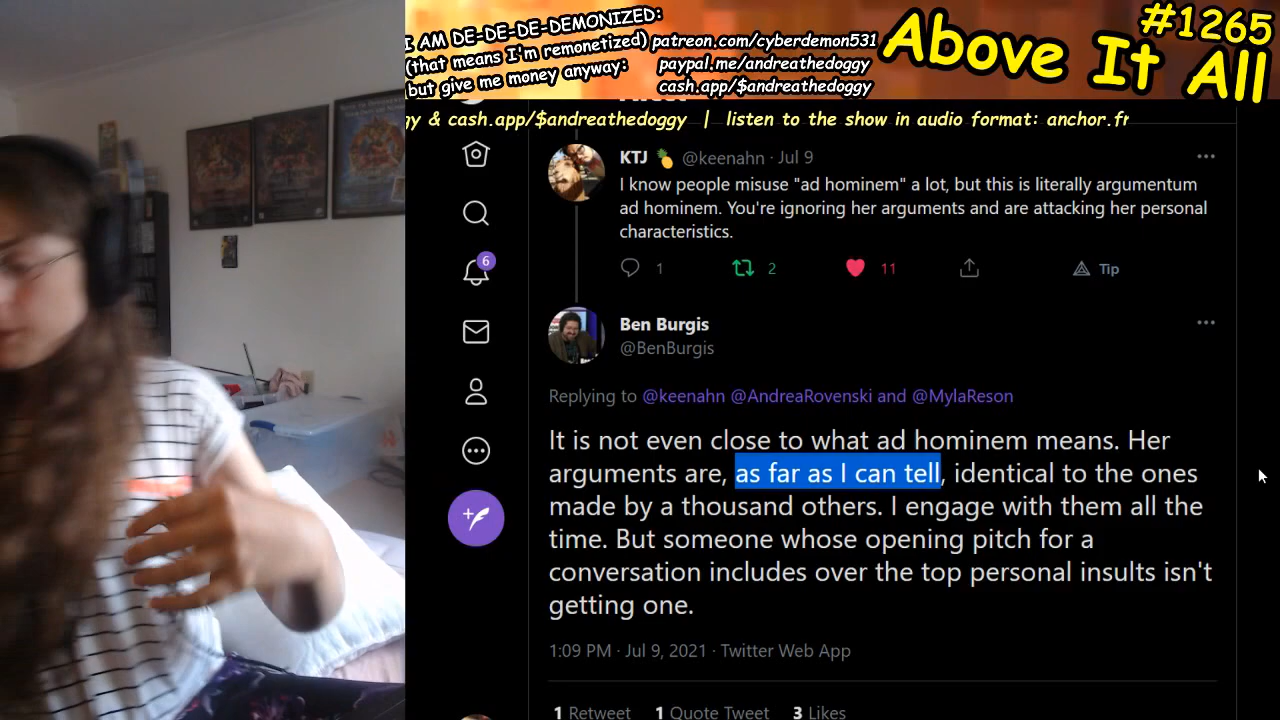 I AM DE-DE-DE-DEMONIZED:
(that means I'm remonetized)
but give me money anyway:
patreon.com/cyberdemon531
paypal.me/andreathedoggy
cash.app/$andreathedoggy
#1265
Above It All
gy & cash.app/$andreathedoggy | listen to the show in audio format: anchor.fr
KTJ 🍍 @keenahn · Jul 9
I know people misuse "ad hominem" a lot, but this is literally argumentum
ad hominem. You're ignoring her arguments and are attacking her personal
characteristics.
1 2 11 Tip
6
Ben Burgis
@BenBurgis
Replying to @keenahn @AndreaRovenski and @MylaReson
It is not even close to what ad hominem means. Her
arguments are, as far as I can tell, identical to the ones
made by a thousand others. I engage with them all the
time. But someone whose opening pitch for a
conversation includes over the top personal insults isn't
getting one.
1:09 PM · Jul 9, 2021 · Twitter Web App
1 Retweet 1 Quote Tweet 3 Likes